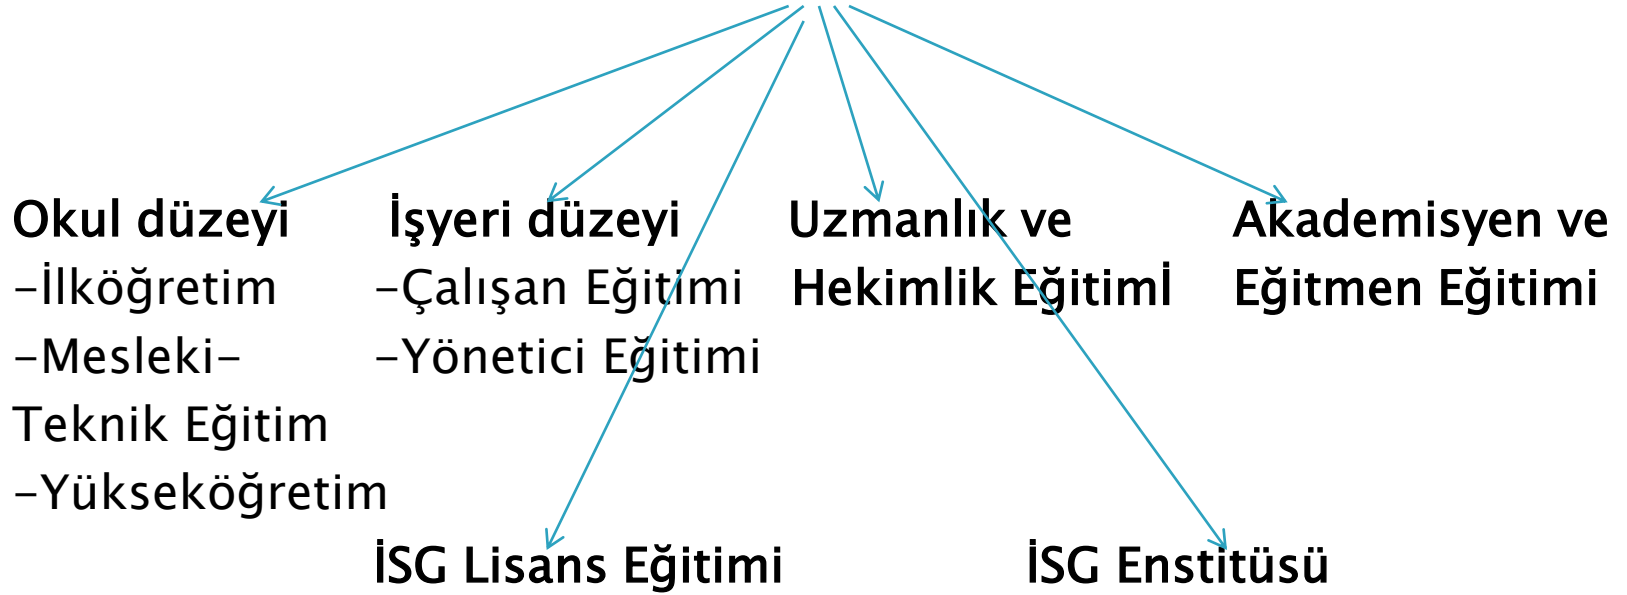 Okul düzeyi İşyeri düzeyi Uzmanlık ve Akademisyen ve
-İlköğretim -Çalışan Eğitimi Hekimlik Eğitimİ Eğitmen Eğitimi
-Mesleki- -Yönetici Eğitimi
Teknik Eğitim
-Yükseköğretim
İSG Lisans Eğitimi İSG Enstitüsü